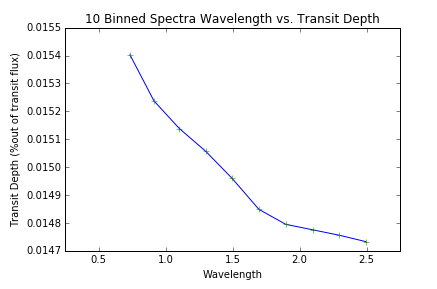 10 Binned Spectra Wavelength vs. Transit Depth
Transit Depth (%out of transit flux)
0.0155
0.0154
0.0153
0.0152
0.0151
0.0150
0.0149
0.0148
0.0147
0.5 1.0 1.5 2.0 2.5
Wavelength